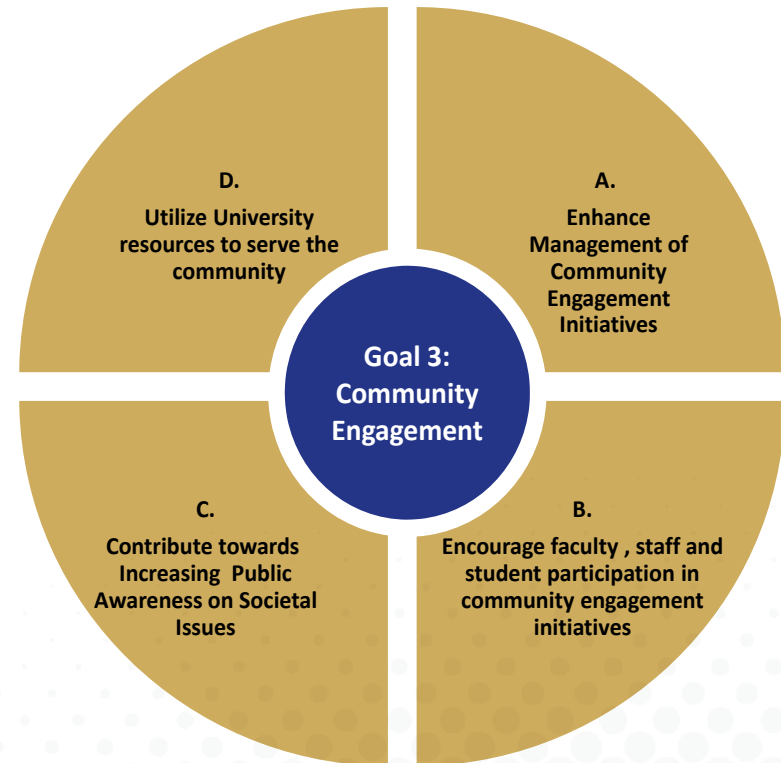 D.
Utilize University
resources to serve the
community
A.
Enhance
Management of
Community
Engagement
Initiatives
Goal 3:
Community
Engagement
C.
Contribute towards
Increasing  Public
Awareness on Societal
Issues
B.
Encourage faculty , staff and
student participation in
community engagement
initiatives